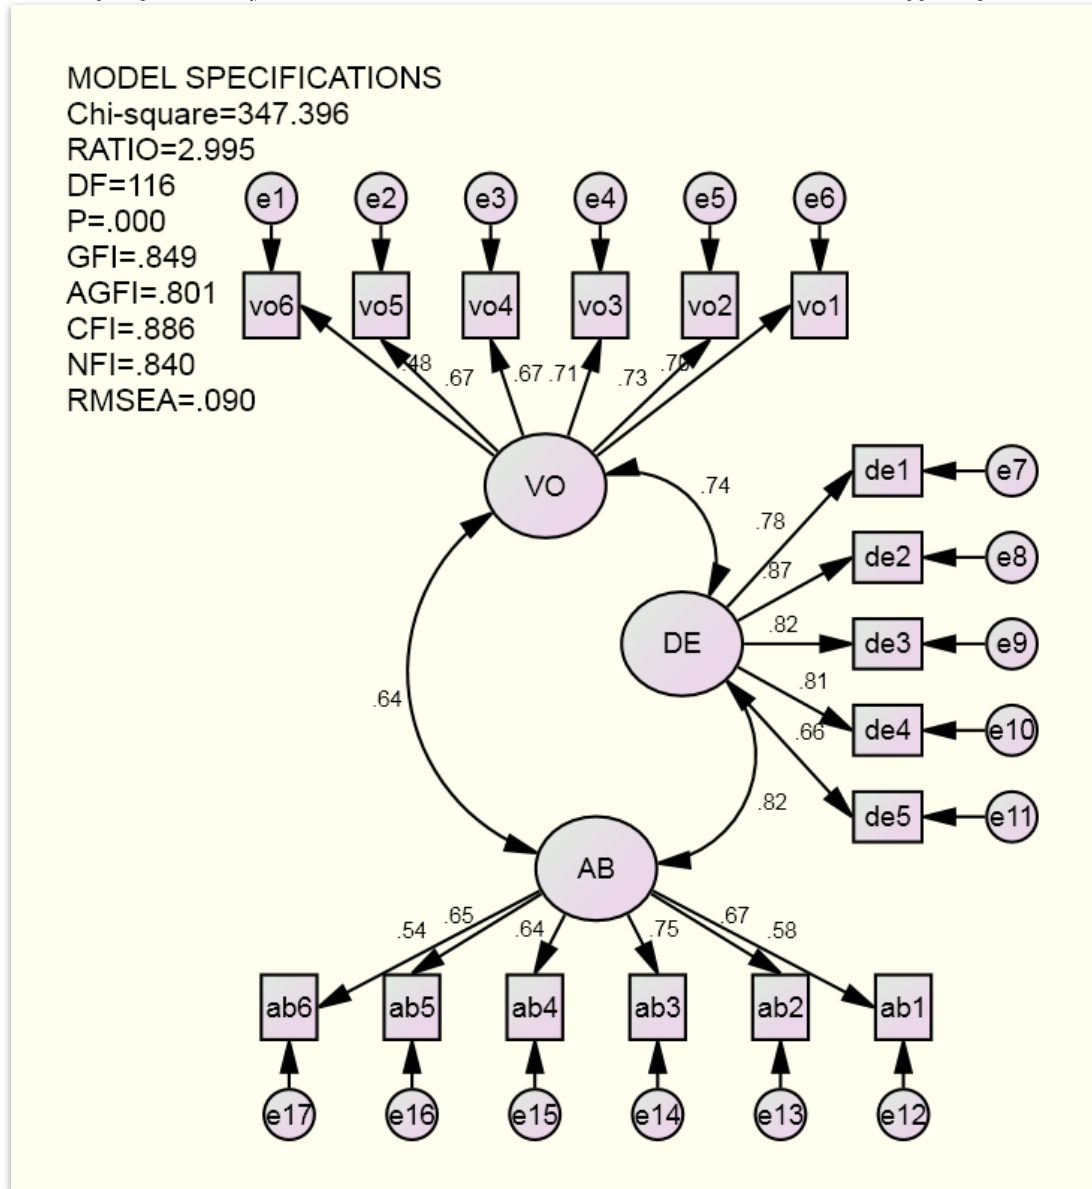 MODEL SPECIFICATIONS
Chi-square=347.396
RATIO=2.995
DF=116
P=.000
GFI=.849
AGFI=.801
CFI=.886
NFI=.840
RMSEA=.090
e1 e2 e3 e4 e5 e6
vo6 vo5 vo4 vo3 vo2 vo1
.48 .67 .67 .71 .73 .70
VO
.74
de1 e7
.78
de2 e8
.87
.82
DE
de3 e9
.81
.64
.66
de4 e10
.82
de5 e11
AB
.54 .65 .64 .75 .67 .58
ab6 ab5 ab4 ab3 ab2 ab1
e17 e16 e15 e14 e13 e12